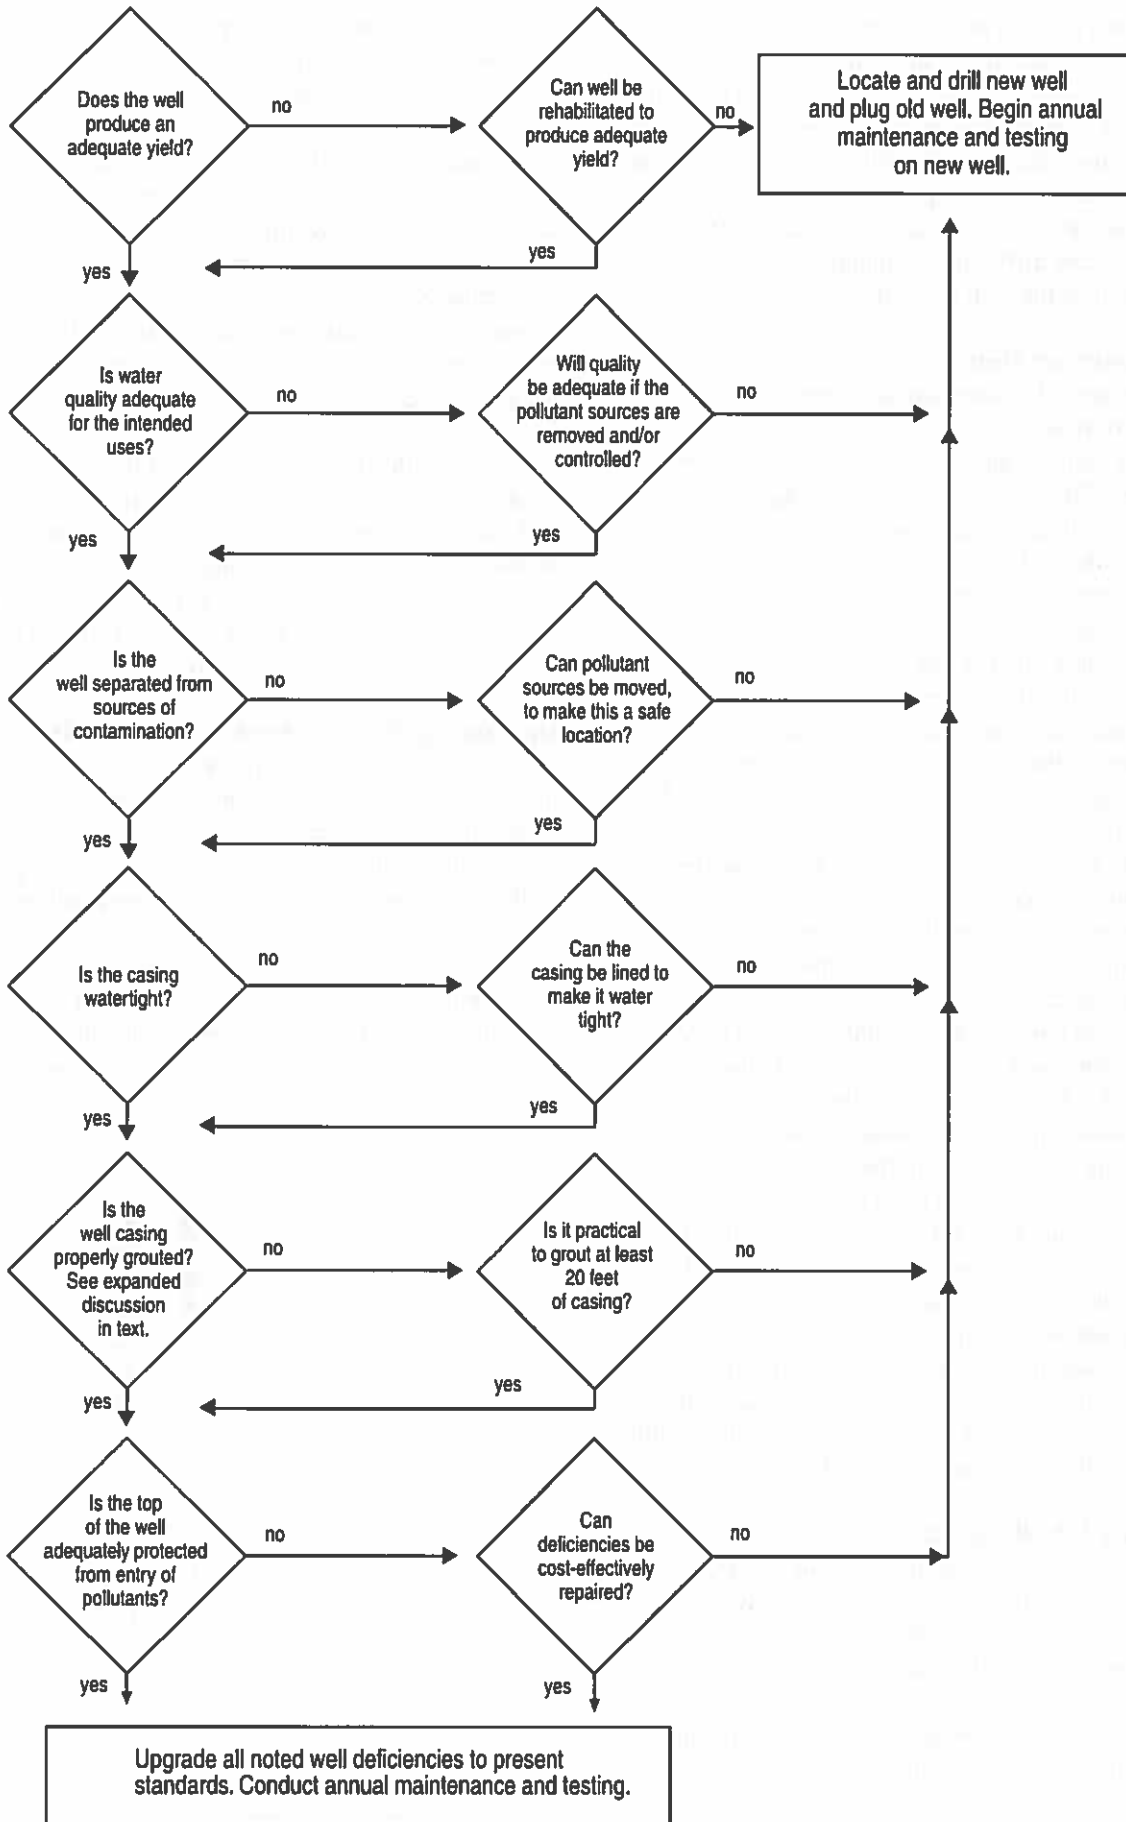 Does the well
produce an
adequate yield?
no
Can well be
rehabilitated to
produce adequate
yield?
no
Locate and drill new well
and plug old well. Begin annual
maintenance and testing
on new well.
yes
yes
Is water
quality adequate
for the intended
uses?
no
Will quality
be adequate if the
pollutant sources are
removed and/or
controlled?
no
yes
yes
Is the
well separated from
sources of
contamination?
no
Can pollutant
sources be moved,
to make this a safe
location?
no
yes
yes
Is the casing
watertight?
no
Can the
casing be lined to
make it water
tight?
no
yes
yes
Is the
well casing
properly grouted?
See expanded
discussion
in text.
no
Is it practical
to grout at least
20 feet
of casing?
no
yes
yes
Is the top
of the well
adequately protected
from entry of
pollutants?
no
Can
deficiencies be
cost-effectively
repaired?
no
yes
yes
Upgrade all noted well deficiencies to present
standards. Conduct annual maintenance and testing.